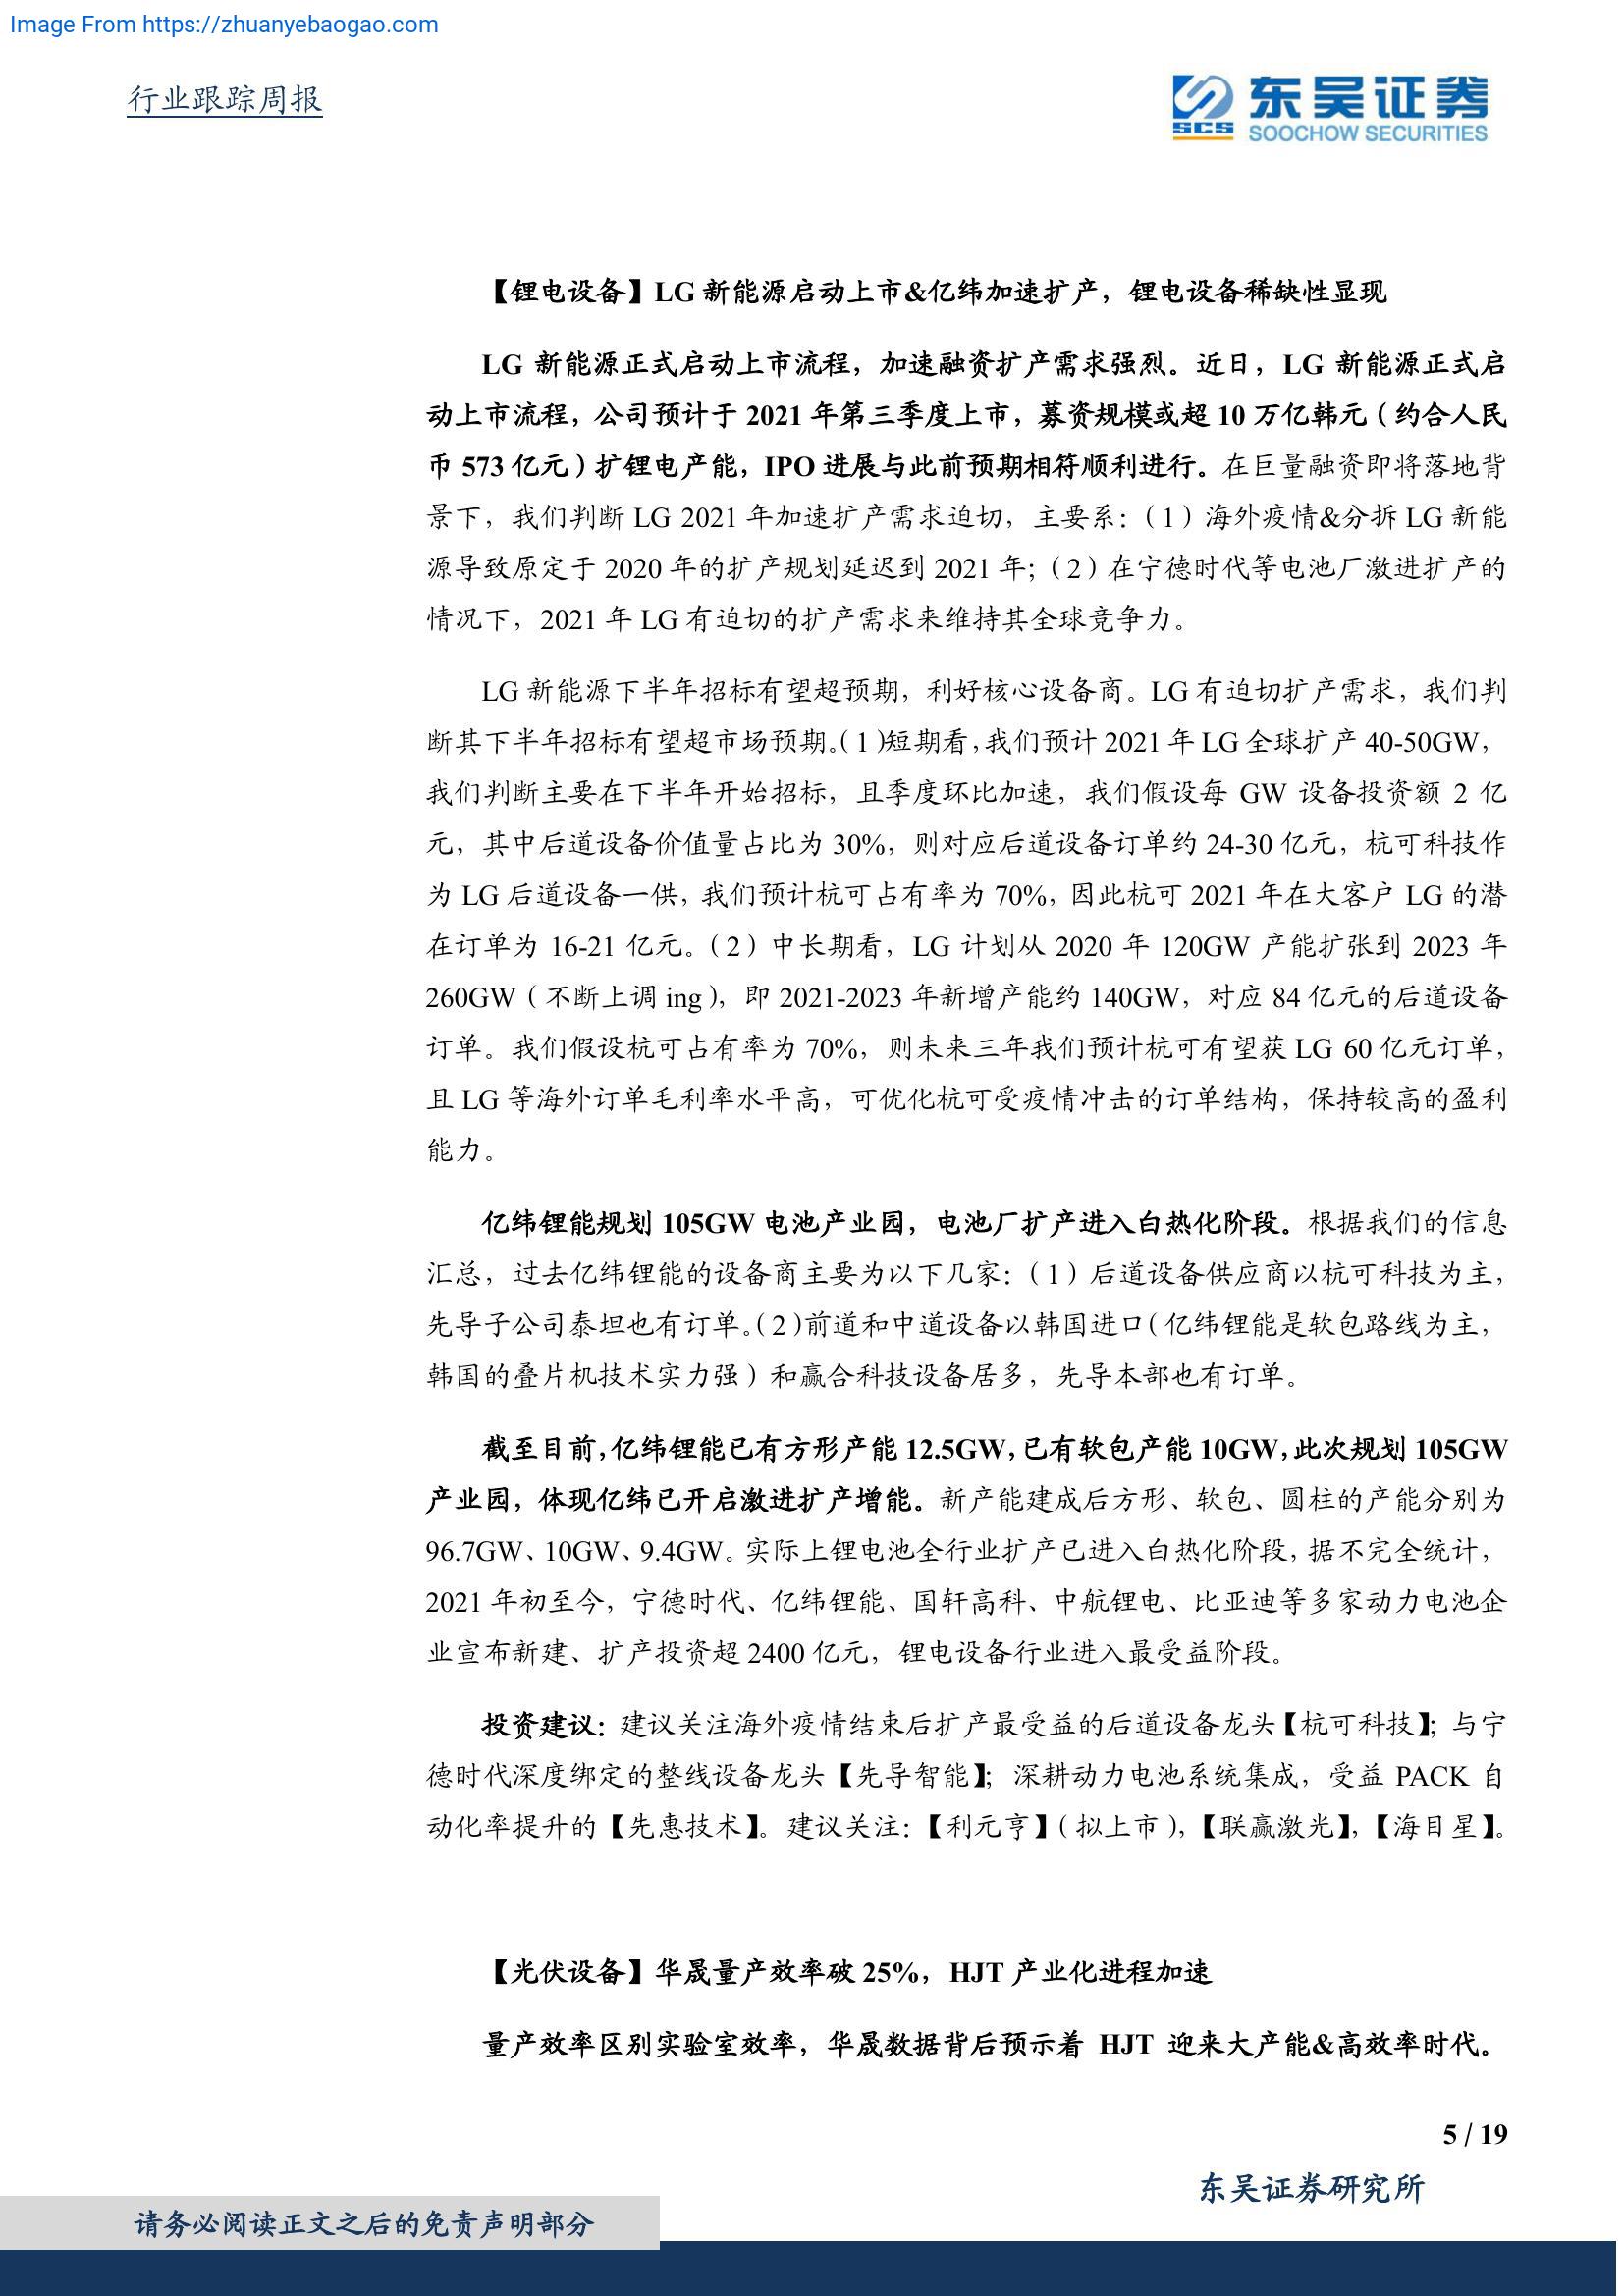 Image From https://zhuanyebaogao.com
行业跟踪周报
SCS
东吴证券
SOOCHOW SECURITIES
【锂电设备】LG 新能源启动上市&亿纬加速扩产，锂电设备稀缺性显现
LG 新能源正式启动上市流程，加速融资扩产需求强烈。近日，LG 新能源正式启
动上市流程，公司预计于 2021 年第三季度上市，募资规模或超 10 万亿韩元（约合人民
币 573 亿元）扩锂电产能，IPO 进展与此前预期相符顺利进行。在巨量融资即将落地背
景下，我们判断 LG 2021 年加速扩产需求迫切，主要系：（1）海外疫情&分拆 LG 新能
源导致原定于 2020 年的扩产规划延迟到 2021 年；（2）在宁德时代等电池厂激进扩产的
情况下，2021 年 LG 有迫切的扩产需求来维持其全球竞争力。
LG 新能源下半年招标有望超预期，利好核心设备商。LG 有迫切扩产需求，我们判
断其下半年招标有望超市场预期。（1）短期看，我们预计 2021 年 LG 全球扩产 40-50GW，
我们判断主要在下半年开始招标，且季度环比加速，我们假设每 GW 设备投资额 2 亿
元，其中后道设备价值量占比为 30%，则对应后道设备订单约 24-30 亿元，杭可科技作
为 LG 后道设备一供，我们预计杭可占有率为 70%，因此杭可 2021 年在大客户 LG 的潜
在订单为 16-21 亿元。（2）中长期看，LG 计划从 2020 年 120GW 产能扩张到 2023 年
260GW（不断上调 ing），即 2021-2023 年新增产能约 140GW，对应 84 亿元的后道设备
订单。我们假设杭可占有率为 70%，则未来三年我们预计杭可有望获 LG 60 亿元订单，
且 LG 等海外订单毛利率水平高，可优化杭可受疫情冲击的订单结构，保持较高的盈利
能力。
亿纬锂能规划 105GW 电池产业园，电池厂扩产进入白热化阶段。根据我们的信息
汇总，过去亿纬锂能的设备商主要为以下几家：（1）后道设备供应商以杭可科技为主，
先导子公司泰坦也有订单。（2）前道和中道设备以韩国进口（亿纬锂能是软包路线为主，
韩国的叠片机技术实力强）和赢合科技设备居多，先导本部也有订单。
截至目前，亿纬锂能已有方形产能 12.5GW，已有软包产能 10GW，此次规划 105GW
产业园，体现亿纬已开启激进扩产增能。新产能建成后方形、软包、圆柱的产能分别为
96.7GW、10GW、9.4GW。实际上锂电池全行业扩产已进入白热化阶段，据不完全统计，
2021 年初至今，宁德时代、亿纬锂能、国轩高科、中航锂电、比亚迪等多家动力电池企
业宣布新建、扩产投资超 2400 亿元，锂电设备行业进入最受益阶段。
投资建议：建议关注海外疫情结束后扩产最受益的后道设备龙头【杭可科技】；与宁
德时代深度绑定的整线设备龙头【先导智能】；深耕动力电池系统集成，受益 PACK 自
动化率提升的【先惠技术】。建议关注：【利元亨】（拟上市），【联赢激光】，【海目星】。
【光伏设备】华晟量产效率破 25%，HJT 产业化进程加速
量产效率区别实验室效率，华晟数据背后预示着 HJT 迎来大产能&高效率时代。
5 / 19
东吴证券研究所
请务必阅读正文之后的免责声明部分